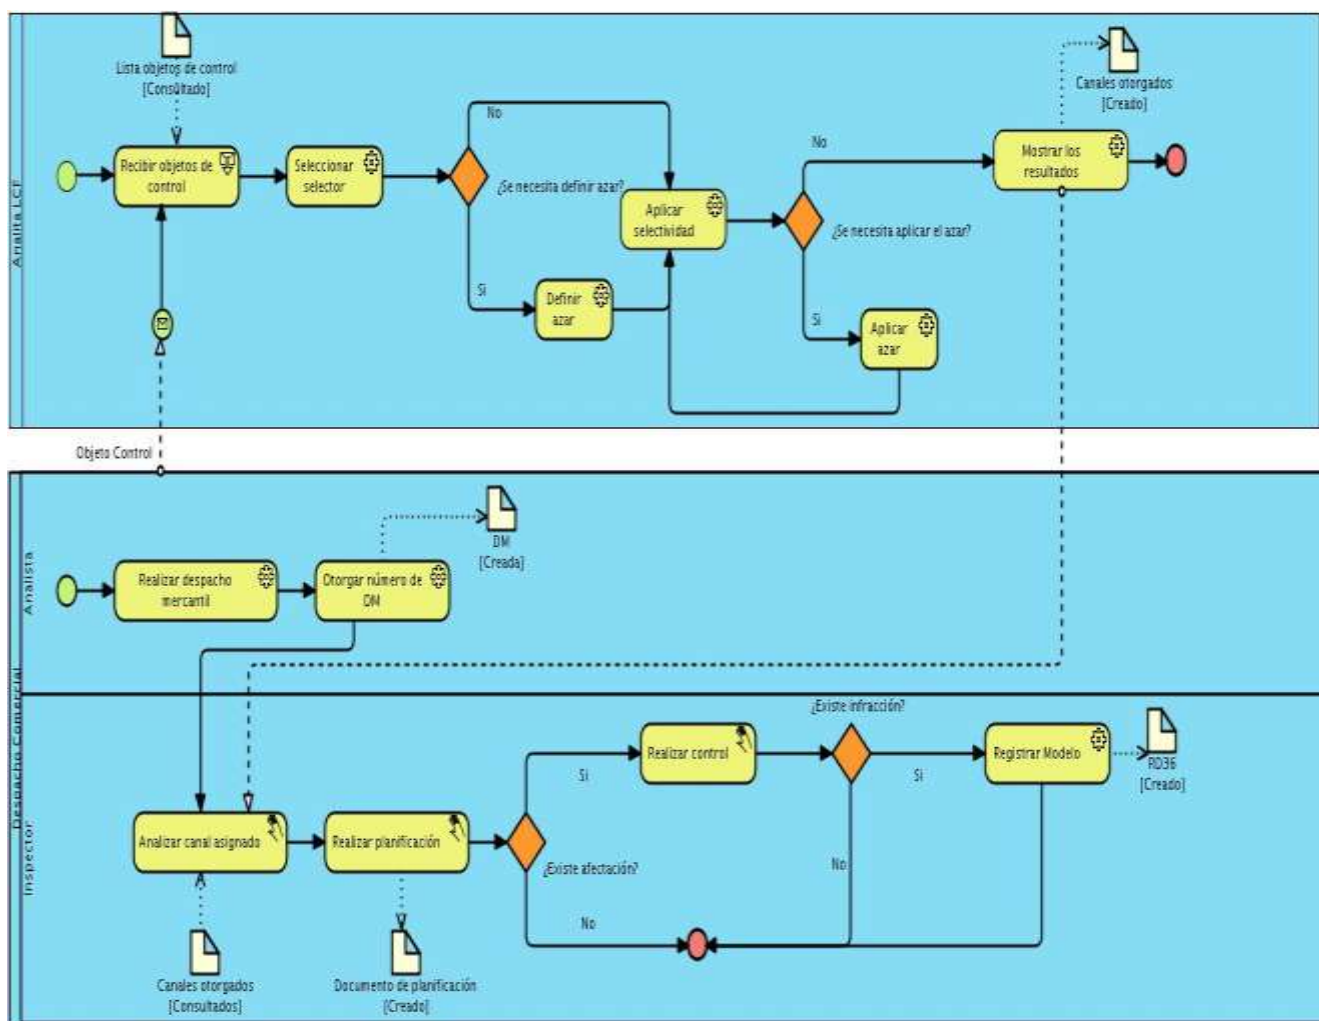 Analita LCF
Lista objetos de control
[Consultado]
Recibir objetos de
control
Seleccionar
selector
No
¿Se necesita definir azar?
Si
Definir
azar
Aplicar
selectividad
No
¿Se necesita aplicar el azar?
Si
Aplicar
azar
Mostrar los
resultados
Canales otorgados
[Creado]
Objeto Control
Despacho Comercial
Analista
Realizar despacho
mercantil
Otorgar número de
DM
DM
[Creada]
Inspector
Analizar canal asignado
Canales otorgados
[Consultados]
Realizar planificación
Documento de planificación
[Creado]
¿Existe afectación?
Si
No
Realizar control
¿Existe infracción?
Si
No
Registrar Modelo
RD36
[Creado]